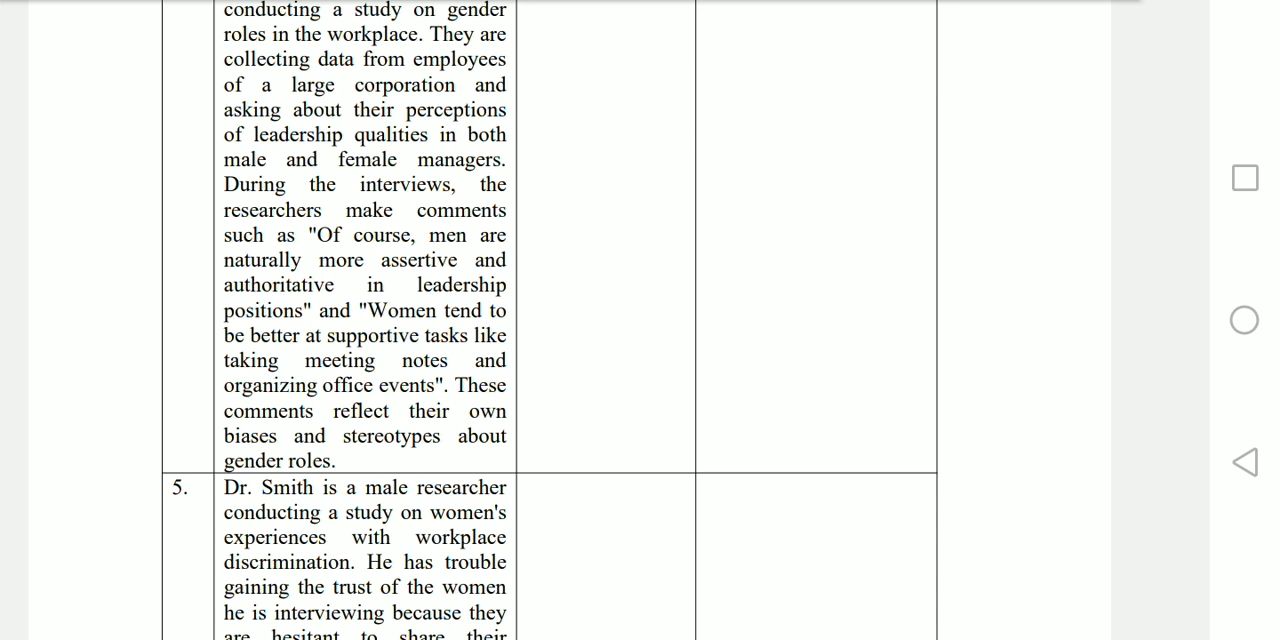 conducting a study on gender
roles in the workplace. They are
collecting data from employees
of a large corporation and
asking about their perceptions
of leadership qualities in both
male and female managers.
During the interviews, the
researchers make comments
such as "Of course, men are
naturally more assertive and
authoritative in leadership
positions" and "Women tend to
be better at supportive tasks like
taking meeting notes and
organizing office events". These
comments reflect their own
biases and stereotypes about
gender roles.
5. Dr. Smith is a male researcher
conducting a study on women's
experiences with workplace
discrimination. He has trouble
gaining the trust of the women
he is interviewing because they
are hesitant to share their